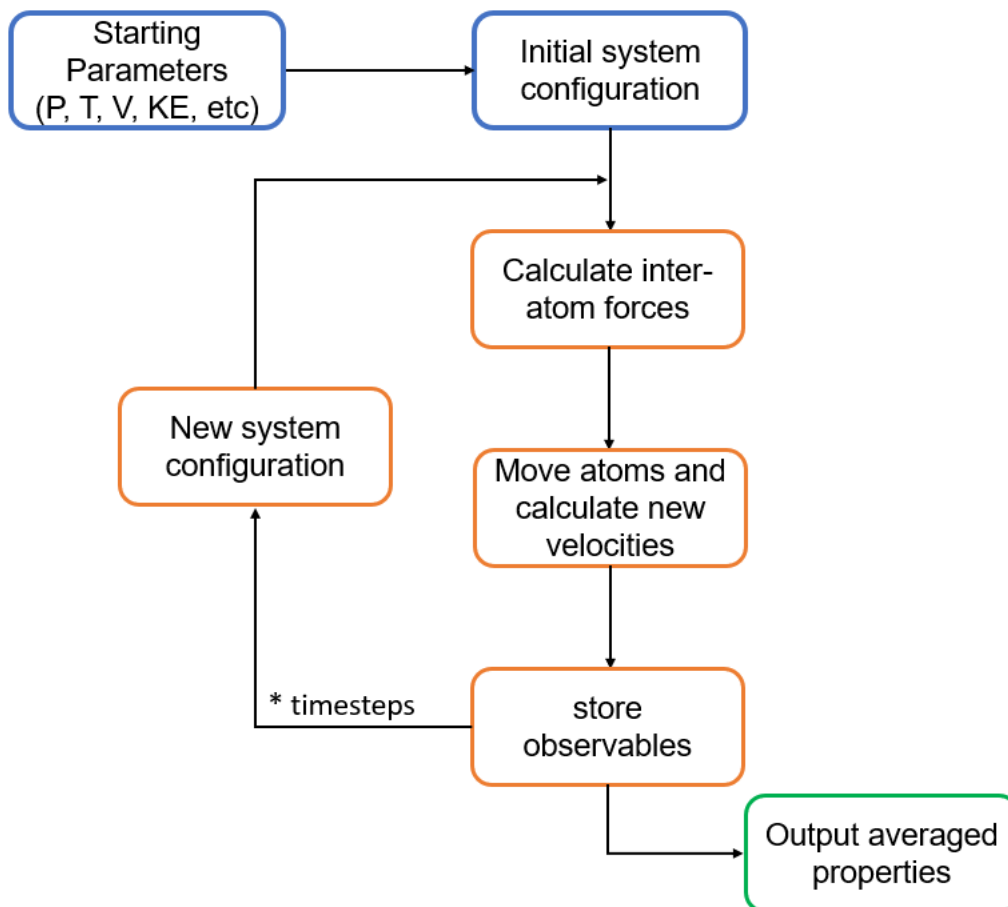 Starting
Parameters
(P, T, V, KE, etc)
Initial system
configuration
Calculate inter-
atom forces
New system
configuration
Move atoms and
calculate new
velocities
* timesteps
store
observables
Output averaged
properties